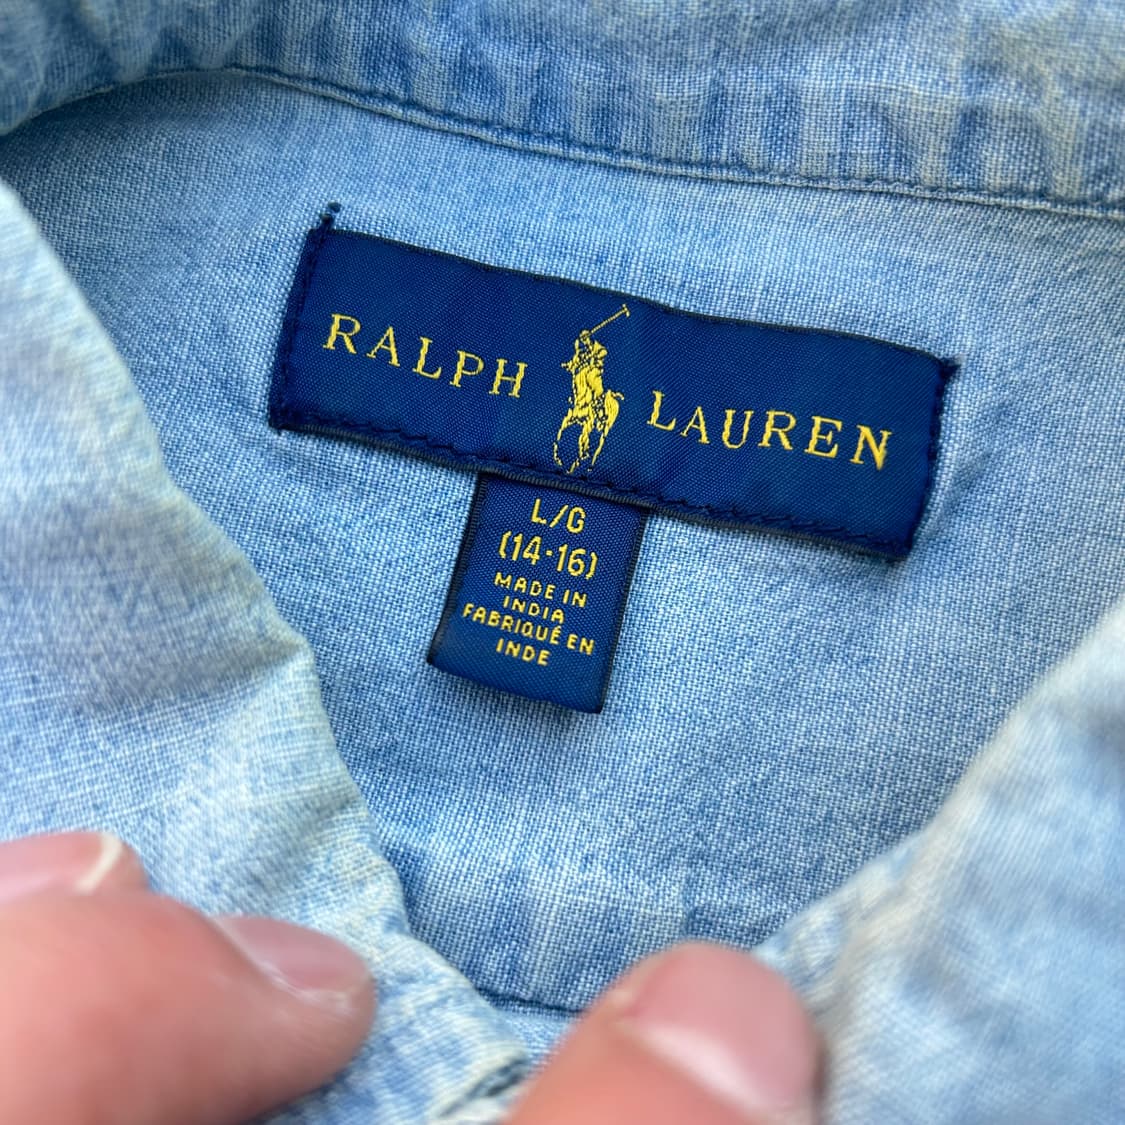 RALPH LAUREN
L/G
(14-16)
MADE IN
INDIA
FABRIQUÉ EN
INDE